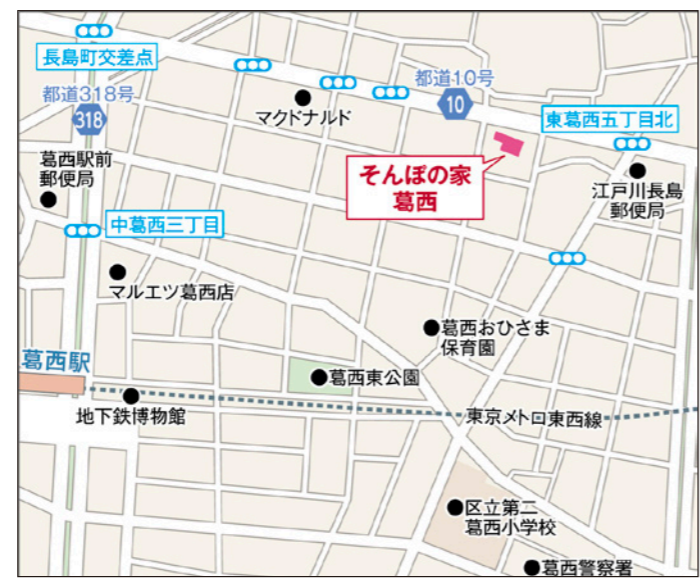 長島町交差点
都道318号
318
マクドナルド
都道10号
10
東葛西五丁目北
葛西駅前
郵便局
そんぽの家
葛西
江戸川長島
郵便局
中葛西三丁目
マルエツ葛西店
葛西おひさま
保育園
葛西駅
葛西東公園
地下鉄博物館
東京メトロ東西線
区立第二
葛西小学校
葛西警察署